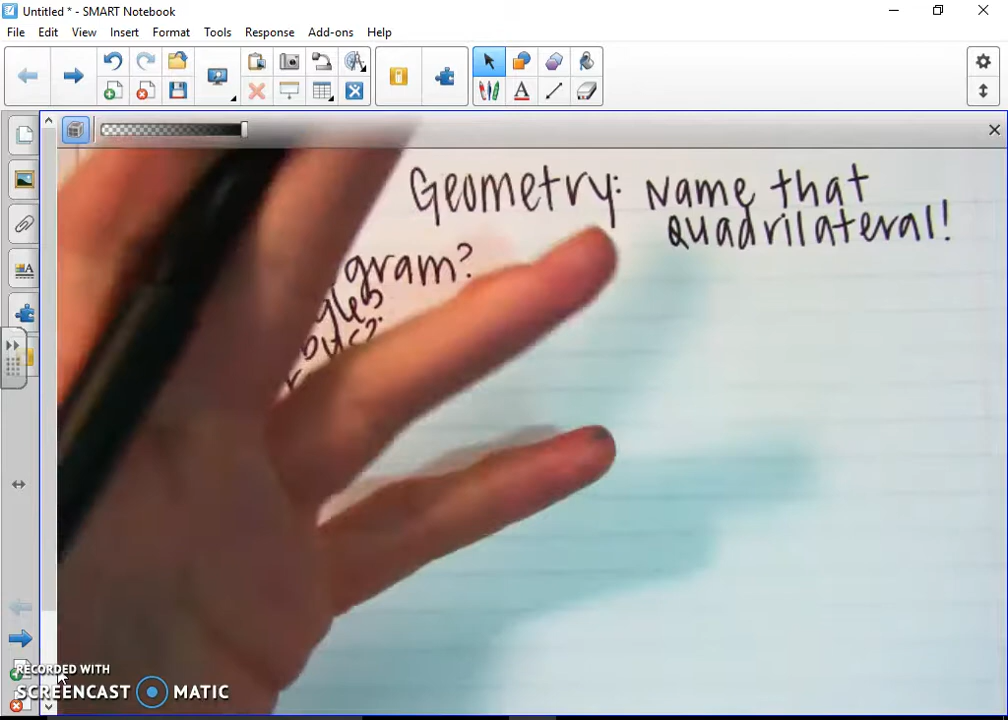 Untitled * - SMART Notebook
File Edit View Insert Format Tools Response Add-ons Help
Geometry: Name that
quadrilateral!
gram?
RECORDED WITH
SCREENCAST MATIC